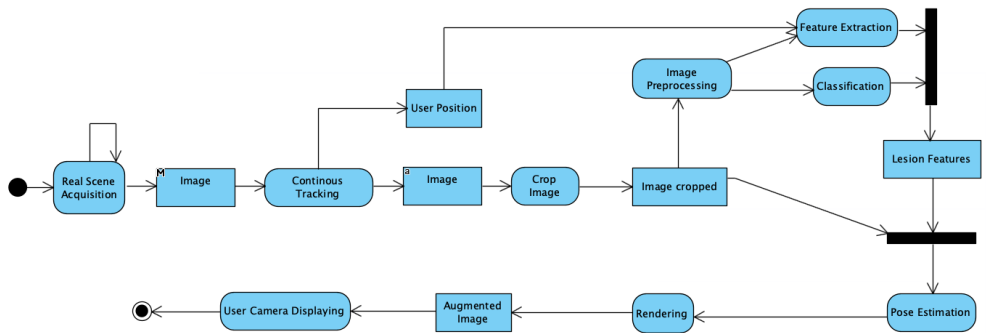 Feature Extraction
Image
Preprocessing
Classification
User Position
Lesion Features
Real Scene
Acquisition
M
Image
Continous
Tracking
a
Image
Crop
Image
Image cropped
User Camera Displaying
Augmented
Image
Rendering
Pose Estimation